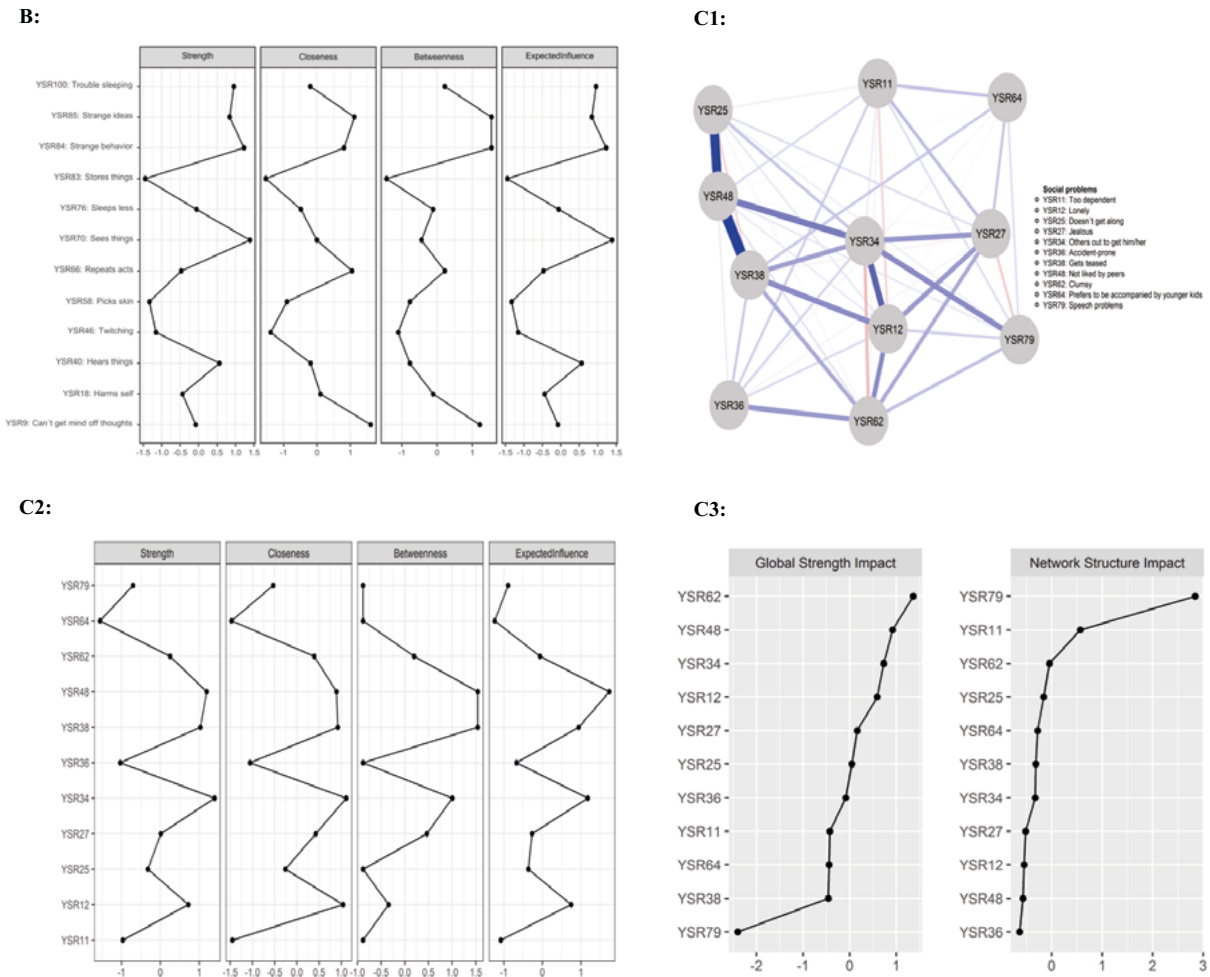 B:
Strength Closeness Betweenness ExpectedInfluence
YSR100: Trouble sleeping
YSR85: Strange ideas
YSR84: Strange behavior
YSR83: Stores things
YSR76: Sleeps less
YSR70: Sees things
YSR66: Repeats acts
YSR58: Picks skin
YSR46: Twitching
YSR40: Hears things
YSR18: Harms self
YSR9: Can´t get mind off thoughts
-1.5 -1.0 -0.5 0.0 0.5 1.0 1.5 -1 0 1 -1 0 1 -1.5 -1.0 -0.5 0.0 0.5 1.0 1.5
C1:
YSR11
YSR64
YSR25
YSR48
YSR34
YSR27
YSR38
YSR12
YSR79
YSR36
YSR62
Social problems
YSR11: Too dependent
YSR12: Lonely
YSR25: Doesn´t get along
YSR27: Jealous
YSR34: Others out to get him/her
YSR36: Accident-prone
YSR38: Gets teased
YSR48: Not liked by peers
YSR62: Clumsy
YSR64: Prefers to be accompanied by younger kids
YSR79: Speech problems
C2:
Strength Closeness Betweenness ExpectedInfluence
YSR79
YSR64
YSR62
YSR48
YSR38
YSR36
YSR34
YSR27
YSR25
YSR12
YSR11
-1 0 1 -1.5 -1.0 -0.5 0.0 0.5 1.0 -1.0 -0.5 0.0 0.5 1.0 1.5 -1 0 1
C3:
Global Strength Impact
YSR62
YSR48
YSR34
YSR12
YSR27
YSR25
YSR36
YSR11
YSR64
YSR38
YSR79
-2 -1 0 1
Network Structure Impact
YSR79
YSR11
YSR62
YSR25
YSR64
YSR38
YSR34
YSR27
YSR12
YSR48
YSR36
0 1 2 3